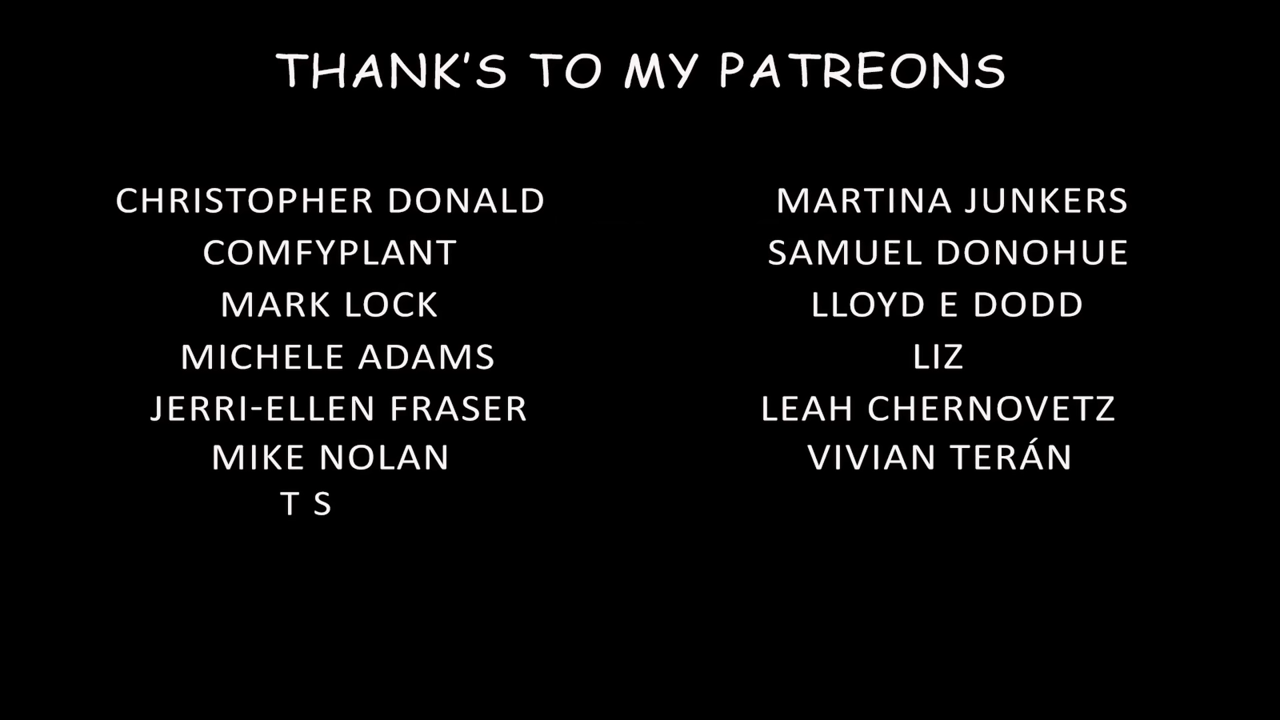 THANK'S TO MY PATREONS
CHRISTOPHER DONALD
COMFYPLANT
MARK LOCK
MICHELE ADAMS
JERRI-ELLEN FRASER
MIKE NOLAN
T S
MARTINA JUNKERS
SAMUEL DONOHUE
LLOYD E DODD
LIZ
LEAH CHERNOVETZ
VIVIAN TERÁN